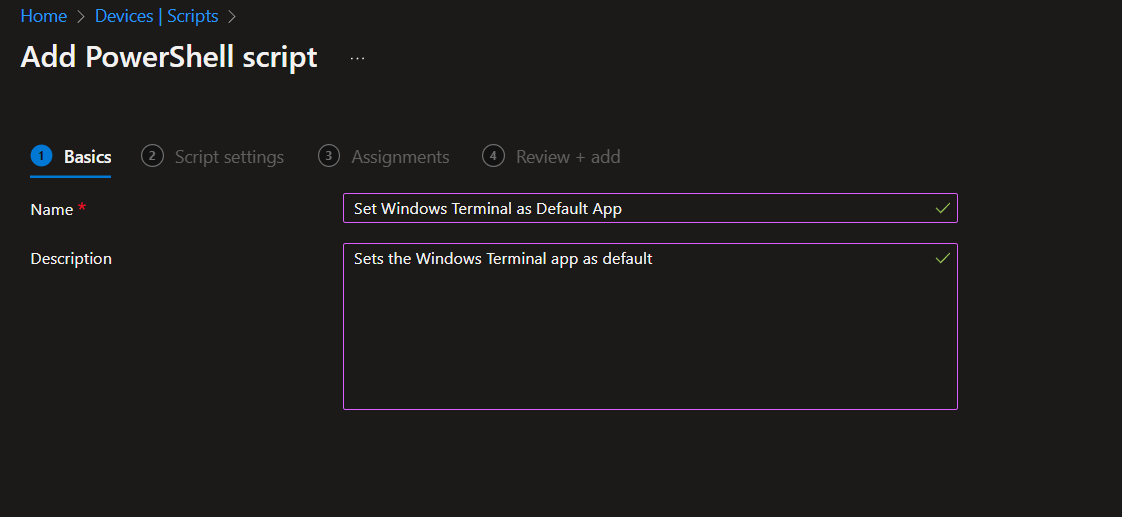 Home > Devices | Scripts >
Add PowerShell script ...
1 Basics 2 Script settings 3 Assignments 4 Review + add
Name * Set Windows Terminal as Default App
Description Sets the Windows Terminal app as default